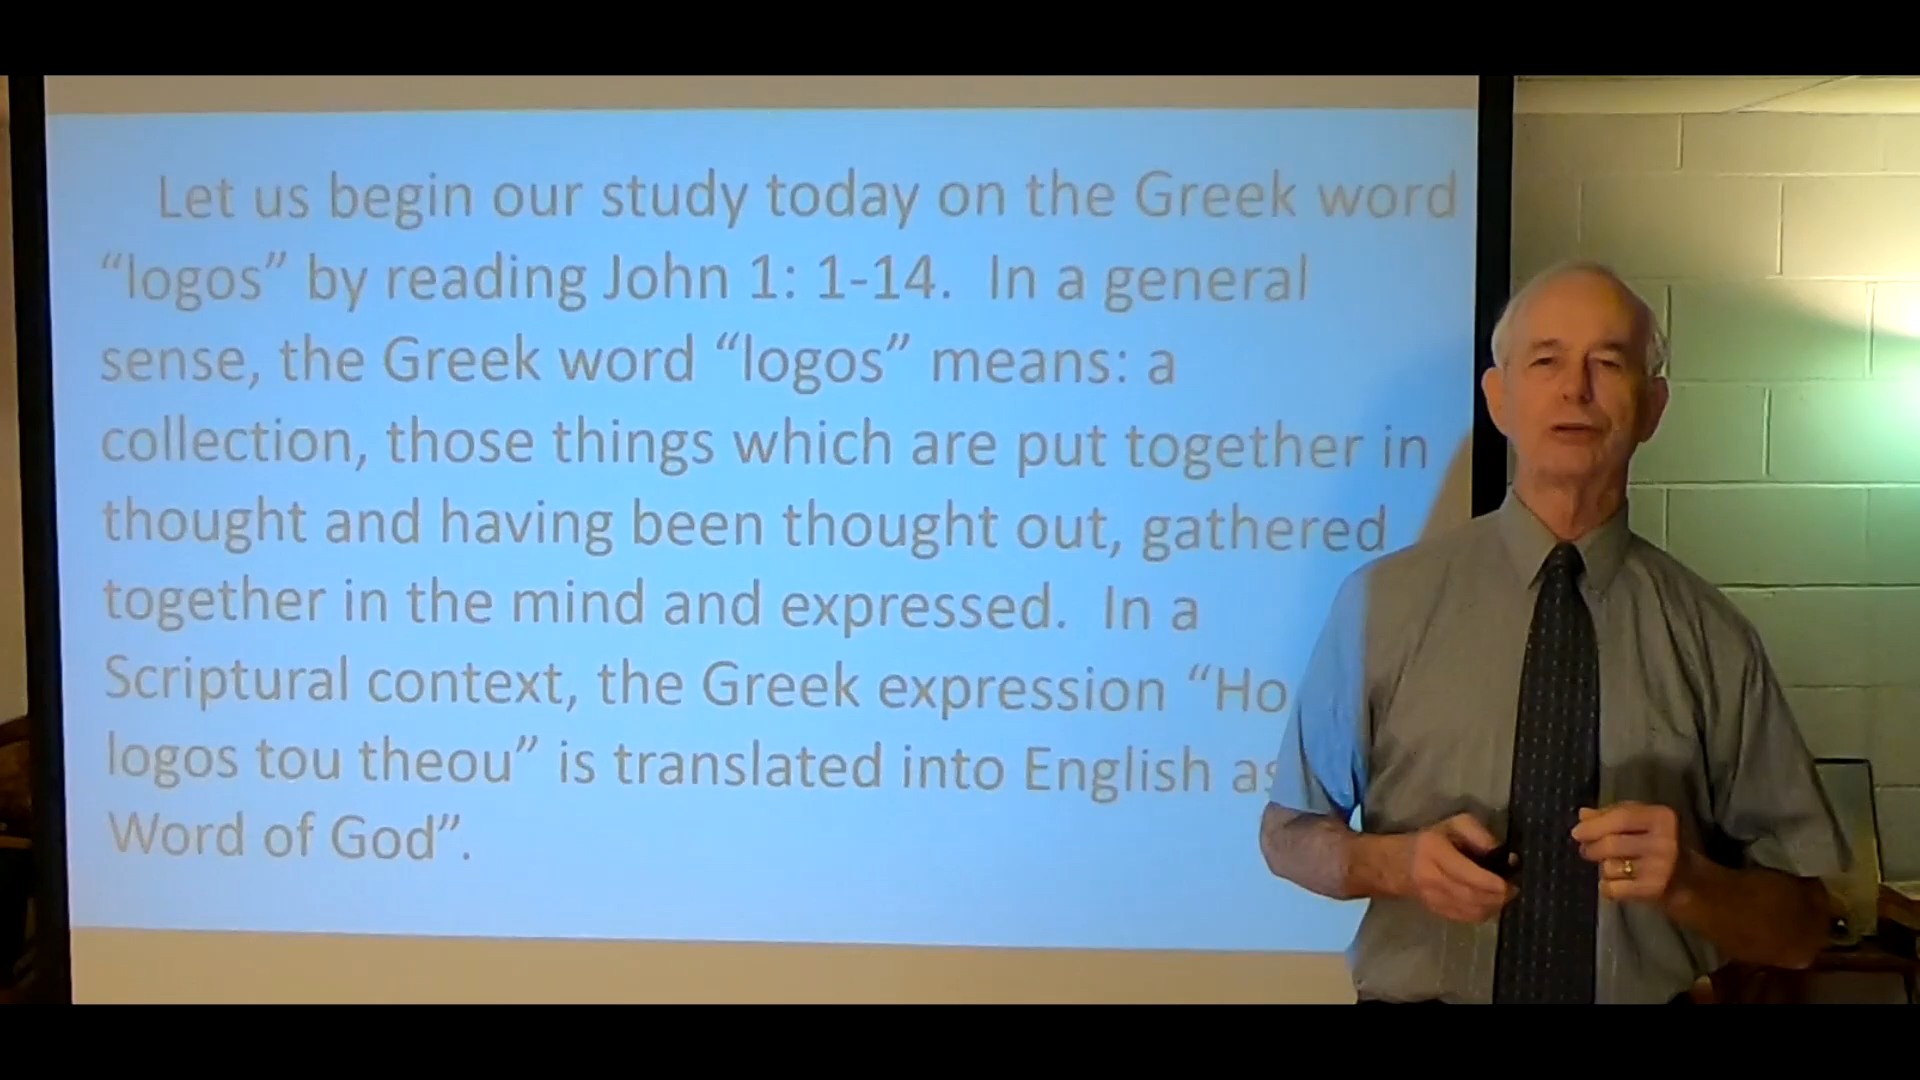 Let us begin our study today on the Greek word
“logos” by reading John 1: 1-14. In a general
sense, the Greek word “logos” means: a
collection, those things which are put together in
thought and having been thought out, gathered
together in the mind and expressed. In a
Scriptural context, the Greek expression “Ho
logos tou theou” is translated into English as
Word of God”.